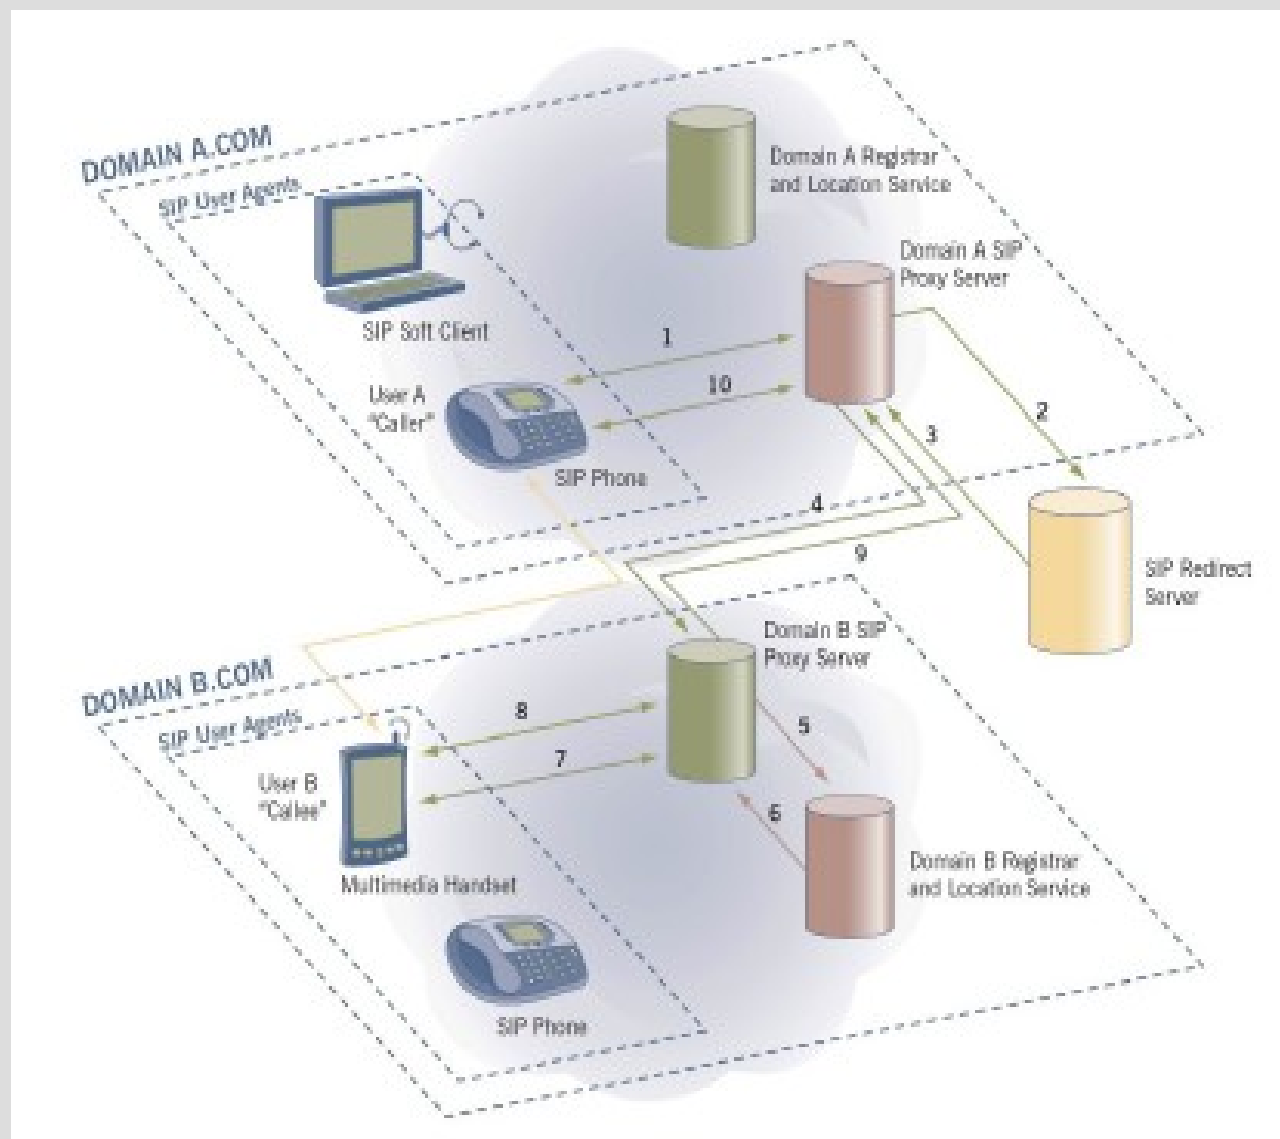 DOMAIN A.COM
SIP User Agents
Domain A Registrar
and Location Service
Domain A SIP
Proxy Server
SIP Soft Client
1
User A
"Caller"
10
2
3
SIP Phone
4
9
SIP Redirect
Server
Domain B SIP
Proxy Server
DOMAIN B.COM
SIP User Agents
8
5
7
User B
"Callee"
6
Multimedia Handset
Domain B Registrar
and Location Service
SIP Phone